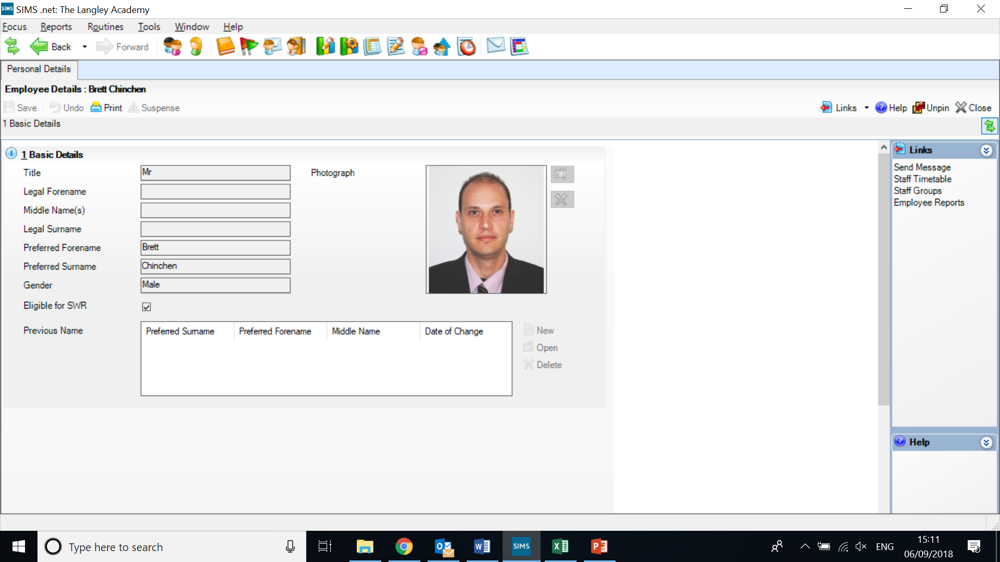 SIMS SIMS .net: The Langley Academy
Focus Reports Routines Tools Window Help
Back Forward
Personal Details
Employee Details : Brett Chinchen
Save Undo Print Suspense Links Help Unpin Close
1 Basic Details
1 Basic Details
Title Mr Photograph
Legal Forename
Middle Name(s)
Legal Surname
Preferred Forename Brett
Preferred Surname Chinchen
Gender Male
Eligible for SWR
Previous Name Preferred Surname Preferred Forename Middle Name Date of Change
New
Open
Delete
Links
Send Message
Staff Timetable
Staff Groups
Employee Reports
Help
Type here to search SIMS ENG 15:11
06/09/2018